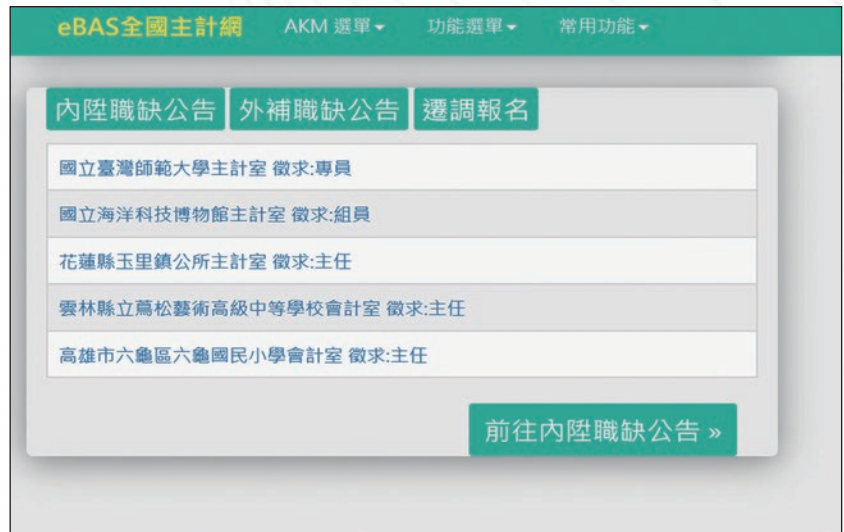 eBAS全國主計網 AKM 選單 功能選單 常用功能
內陞職缺公告 外補職缺公告 遷調報名
國立臺灣師範大學主計室 徵求:專員
國立海洋科技博物館主計室 徵求:組員
花蓮縣玉里鎮公所主計室 徵求:主任
雲林縣立蔦松藝術高級中等學校會計室 徵求:主任
高雄市六龜區六龜國民小學會計室 徵求:主任
前往內陞職缺公告 »